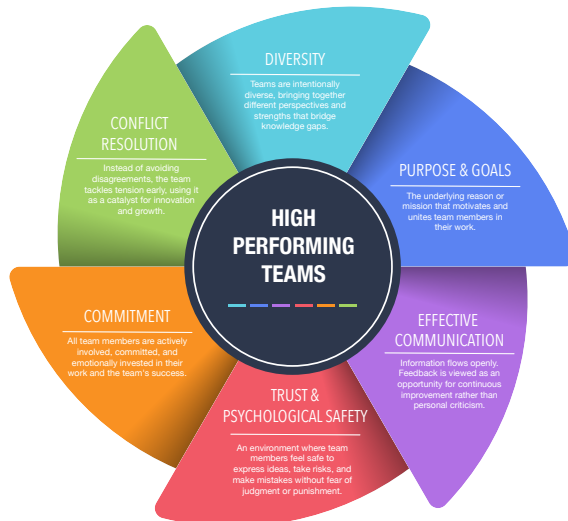 DIVERSITY
Teams are intentionally
diverse, bringing together
different perspectives and
strengths that bridge
knowledge gaps.
PURPOSE & GOALS
The underlying reason or
mission that motivates and
unites team members in
their work.
EFFECTIVE
COMMUNICATION
Information flows openly.
Feedback is viewed as an
opportunity for continuous
improvement rather than
personal criticism.
TRUST &
PSYCHOLOGICAL SAFETY
An environment where team
members feel safe to
express ideas, take risks, and
make mistakes without fear of
judgment or punishment.
COMMITMENT
All team members are actively
involved, committed, and
emotionally invested in their
work and the team's success.
CONFLICT
RESOLUTION
Instead of avoiding
disagreements, the team
tackles tension early, using it
as a catalyst for innovation
and growth.
HIGH
PERFORMING
TEAMS